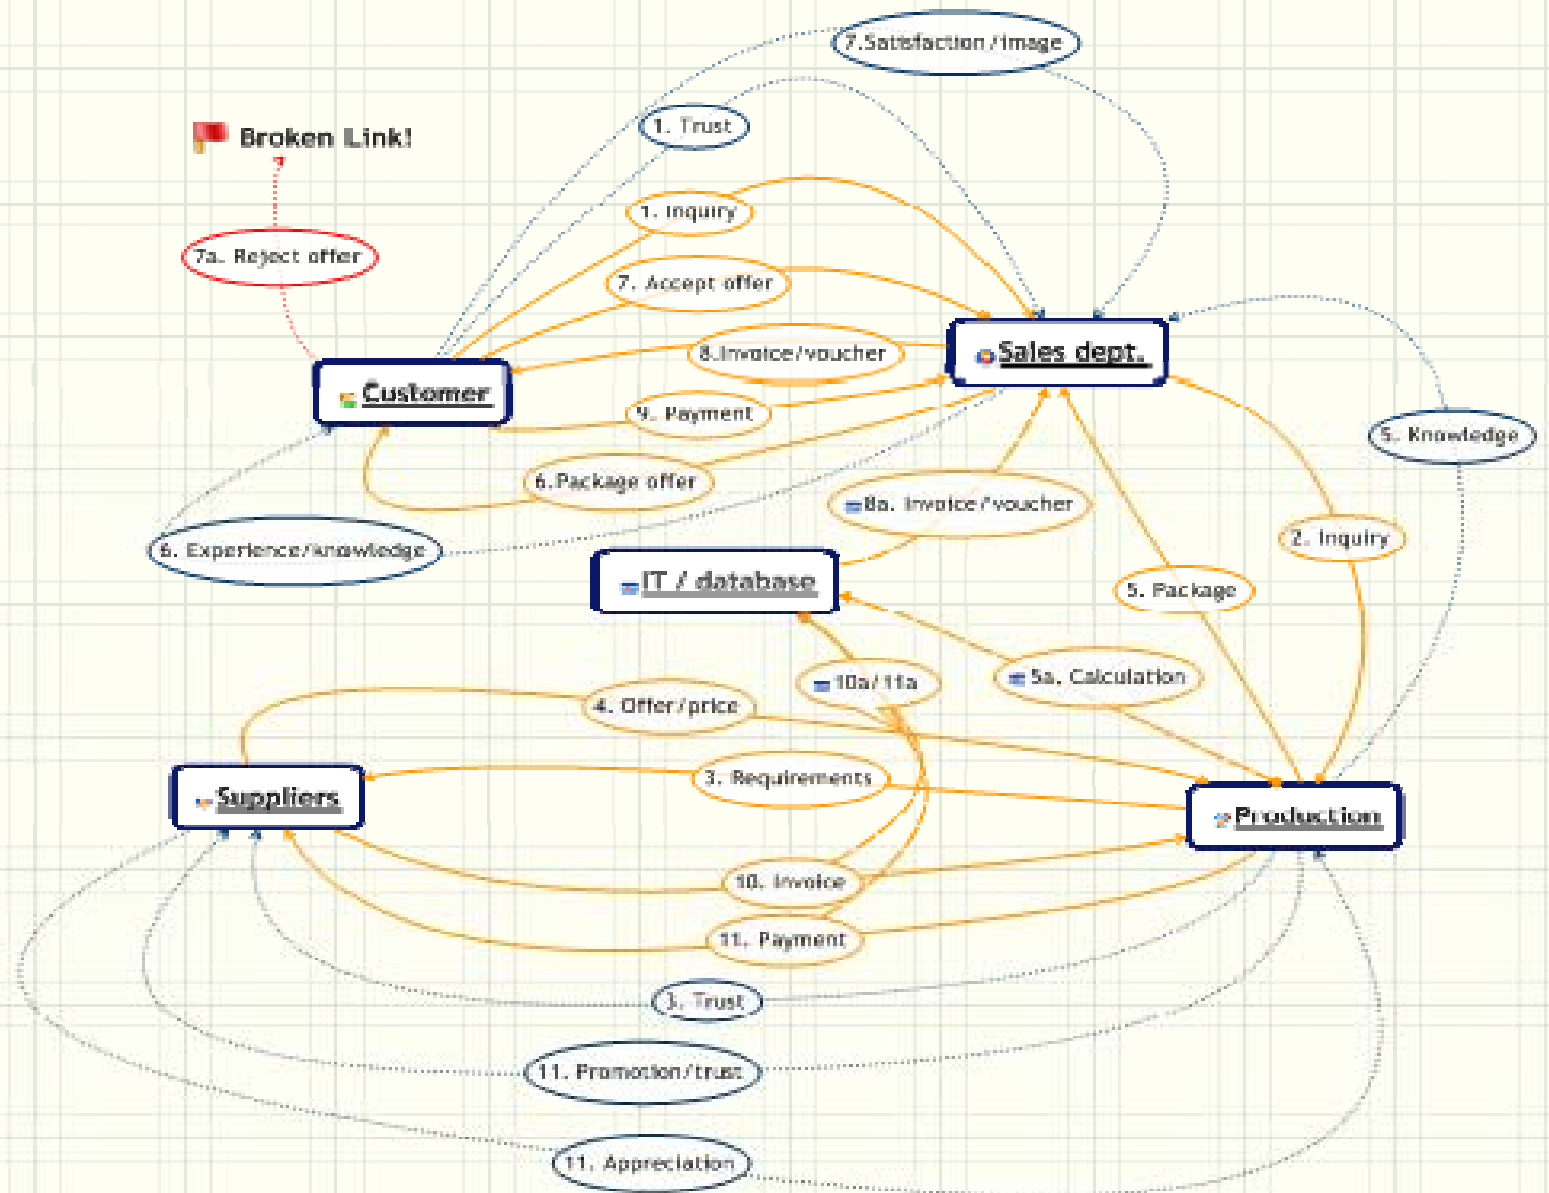 7.Satisfaction/image
1. Trust
Broken Link!
1. Inquiry
7a. Reject offer
7. Accept offer
8.Invoice/voucher
Sales dept.
Customer
9. Payment
5. Knowledge
6.Package offer
8a. Invoice/voucher
2. Inquiry
6. Experience/knowledge
IT / database
5. Package
10a/11a
5a. Calculation
4. Offer/price
3. Requirements
Suppliers
Production
10. Invoice
11. Payment
3. Trust
11. Promotion/trust
11. Appreciation